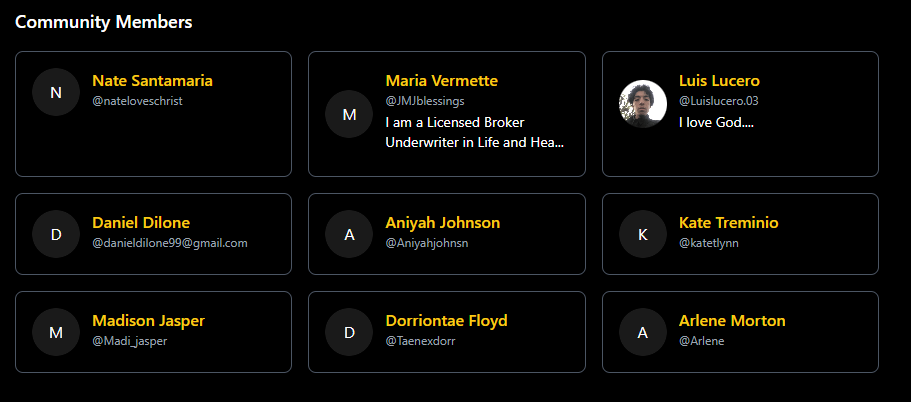 Community Members
N
Nate Santamaria
@nateloveschrist
M
Maria Vermette
@JMJblessings
I am a Licensed Broker
Underwriter in Life and Hea...
Luis Lucero
@Luislucero.03
I love God....
D
Daniel Dilone
@danieldilone99@gmail.com
A
Aniyah Johnson
@Aniyahjohnsn
K
Kate Treminio
@katetlynn
M
Madison Jasper
@Madi_jasper
D
Dorriontae Floyd
@Taenexdorr
A
Arlene Morton
@Arlene